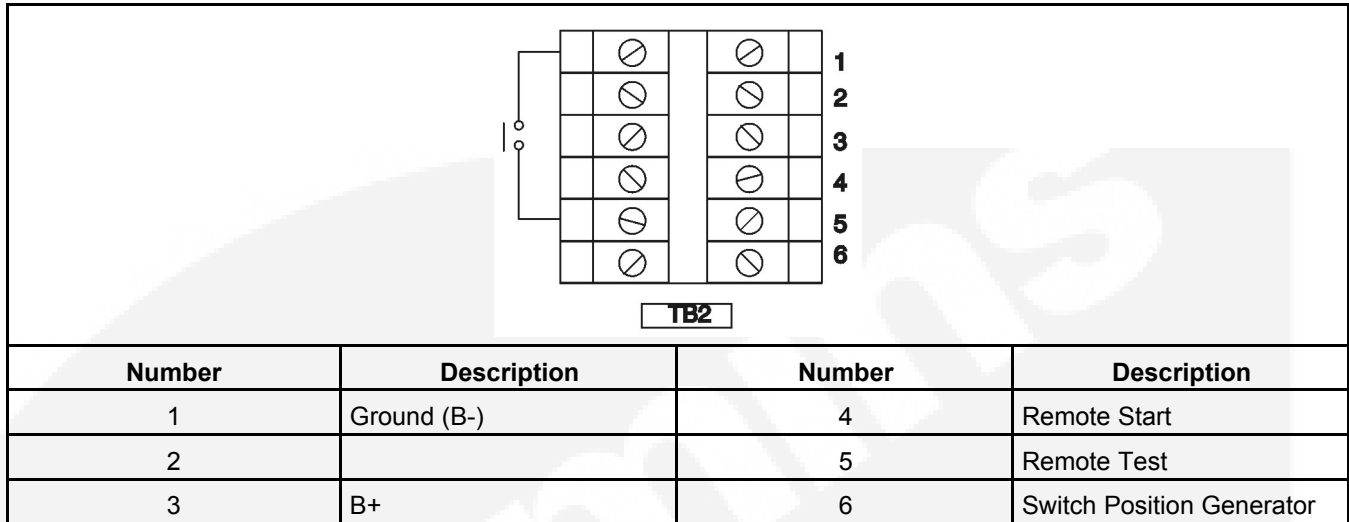 1
2
3
4
5
6
TB2
Number Description Number Description
1 Ground (B-) 4 Remote Start
2 5 Remote Test
3 B+ 6 Switch Position Generator